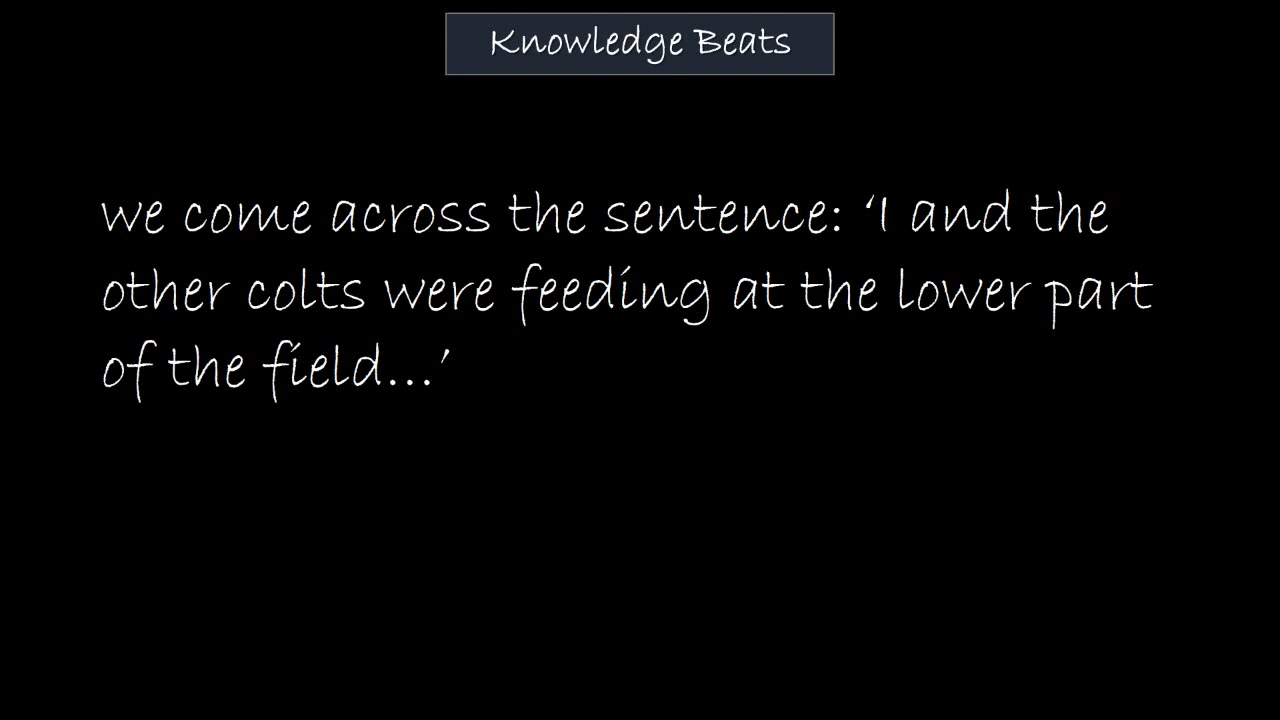 Knowledge Beats
we come across the sentence: ‘I and the
other colts were feeding at the lower part
of the field...’